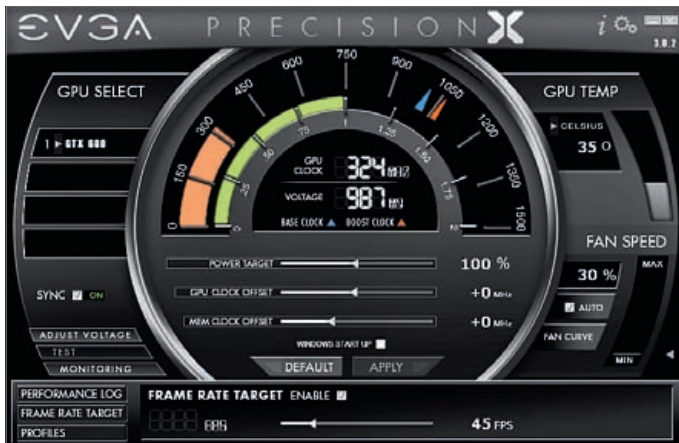 EVGA PRECISION X
i
3.0.2
GPU SELECT
1 GTX 680
SYNC ON
ADJUST VOLTAGE
TEST
MONITORING
0 150 300 450 600 750 900 1050 1200 1350 1500
0 25 50 75 1 1.25 1.50 1.75 2
GPU CLOCK 324 MHZ
VOLTAGE 987 MV
BASE CLOCK BOOST CLOCK
POWER TARGET 100 %
GPU CLOCK OFFSET +0 MHz
MEM CLOCK OFFSET +0 MHz
WINDOWS START UP
DEFAULT APPLY
GPU TEMP
CELSIUS
35 O
FAN SPEED
30 %
MAX
AUTO
FAN CURVE
MIN
PERFORMANCE LOG
FRAME RATE TARGET
PROFILES
FRAME RATE TARGET ENABLE
45 FPS